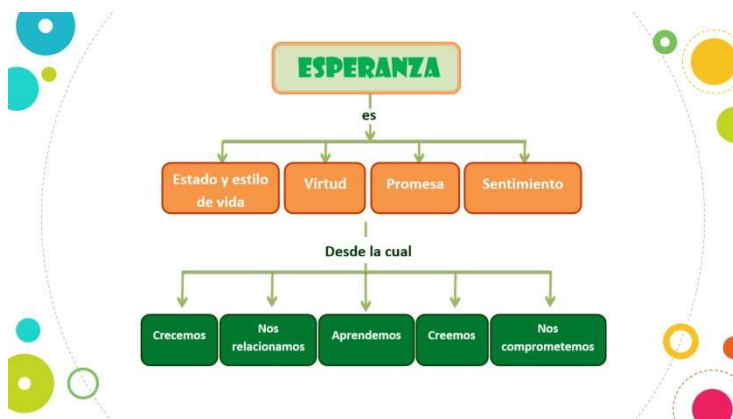 ESPERANZA
es
Estado y estilo
de vida
Virtud
Promesa
Sentimiento
Desde la cual
Crecemos
Nos
relacionamos
Aprendemos
Creemos
Nos
comprometemos